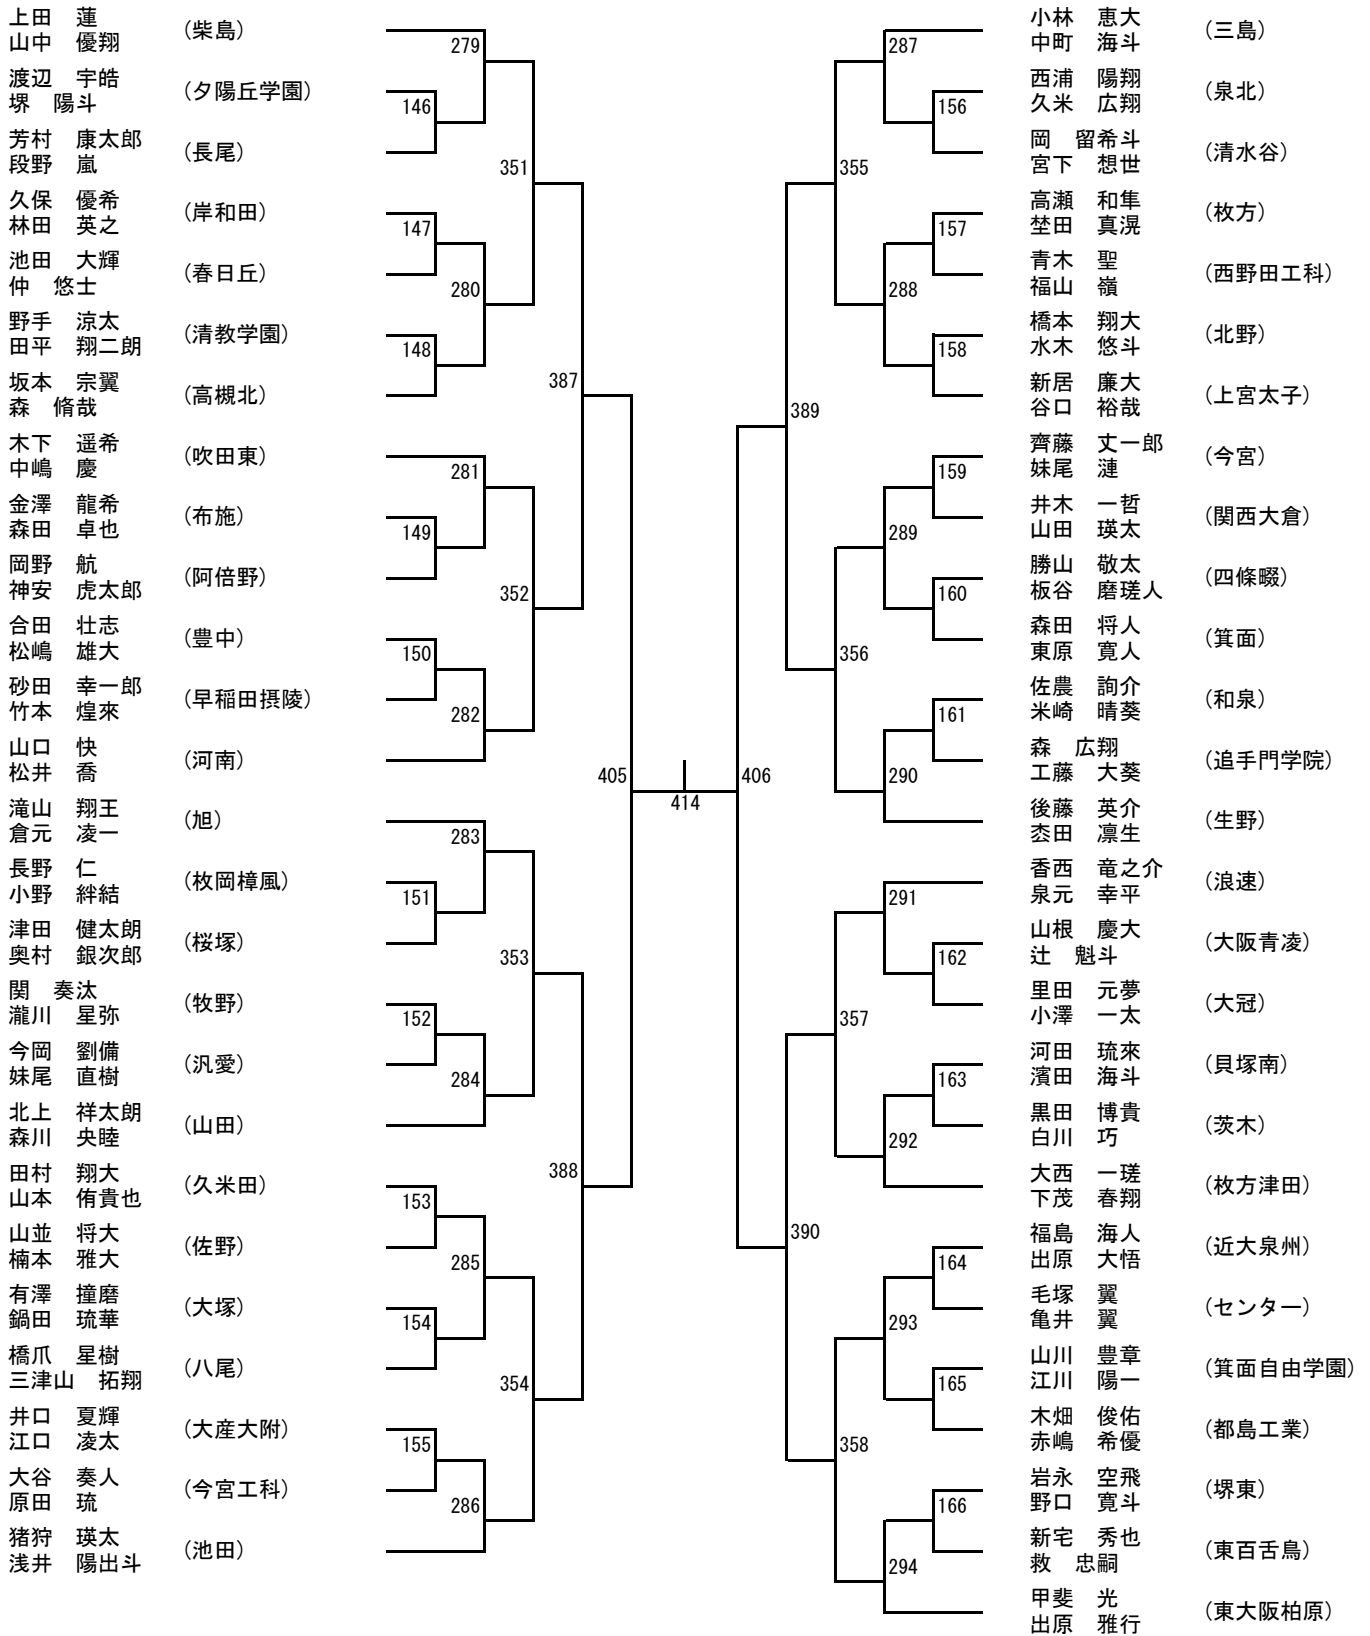 上田　蓮
山中　優翔
(柴島)
渡辺　宇皓
堺　陽斗
(夕陽丘学園)
芳村　康太郎
段野　嵐
(長尾)
久保　優希
林田　英之
(岸和田)
池田　大輝
仲　悠士
(春日丘)
野手　涼太
田平　翔二朗
(清教学園)
坂本　宗翼
森　脩哉
(高槻北)
木下　遥希
中嶋　慶
(吹田東)
金澤　龍希
森田　卓也
(布施)
岡野　航
神安　虎太郎
(阿倍野)
合田　壮志
松嶋　雄大
(豊中)
砂田　幸一郎
竹本　煌來
(早稲田摂陵)
山口　快
松井　喬
(河南)
滝山　翔王
倉元　凌一
(旭)
長野　仁
小野　絆結
(枚岡樟風)
津田　健太朗
奥村　銀次郎
(桜塚)
関　奏汰
瀧川　星弥
(牧野)
今岡　劉備
妹尾　直樹
(汎愛)
北上　祥太朗
森川　央睦
(山田)
田村　翔大
山本　侑貴也
(久米田)
山並　将大
楠本　雅大
(佐野)
有澤　撞磨
鍋田　琉華
(大塚)
橋爪　星樹
三津山　拓翔
(八尾)
井口　夏輝
江口　凌太
(大産大附)
大谷　奏人
原田　琉
(今宮工科)
猪狩　瑛太
浅井　陽出斗
(池田)
279
146
351
147
280
148
387
281
149
352
150
282
405
283
151
353
152
284
388
153
285
154
354
155
286
414
406
287
156
355
157
288
158
389
159
289
160
356
161
290
291
162
357
163
292
390
164
293
165
358
166
294
小林　恵大
中町　海斗
(三島)
西浦　陽翔
久米　広翔
(泉北)
岡　留希斗
宮下　想世
(清水谷)
高瀬　和隼
埜田　真滉
(枚方)
青木　聖
福山　嶺
(西野田工科)
橋本　翔大
水木　悠斗
(北野)
新居　廉大
谷口　裕哉
(上宮太子)
齊藤　丈一郎
妹尾　漣
(今宮)
井木　一哲
山田　瑛太
(関西大倉)
勝山　敬太
板谷　磨瑳人
(四條畷)
森田　将人
東原　寛人
(箕面)
佐農　詢介
米崎　晴葵
(和泉)
森　広翔
工藤　大葵
(追手門学院)
後藤　英介
枩田　凛生
(生野)
香西　竜之介
泉元　幸平
(浪速)
山根　慶大
辻　魁斗
(大阪青凌)
里田　元夢
小澤　一太
(大冠)
河田　琉來
濱田　海斗
(貝塚南)
黒田　博貴
白川　巧
(茨木)
大西　一瑳
下茂　春翔
(枚方津田)
福島　海人
出原　大悟
(近大泉州)
毛塚　翼
亀井　翼
(センター)
山川　豊章
江川　陽一
(箕面自由学園)
木畑　俊佑
赤嶋　希優
(都島工業)
岩永　空飛
野口　寛斗
(堺東)
新宅　秀也
救　忠嗣
(東百舌鳥)
甲斐　光
出原　雅行
(東大阪柏原)